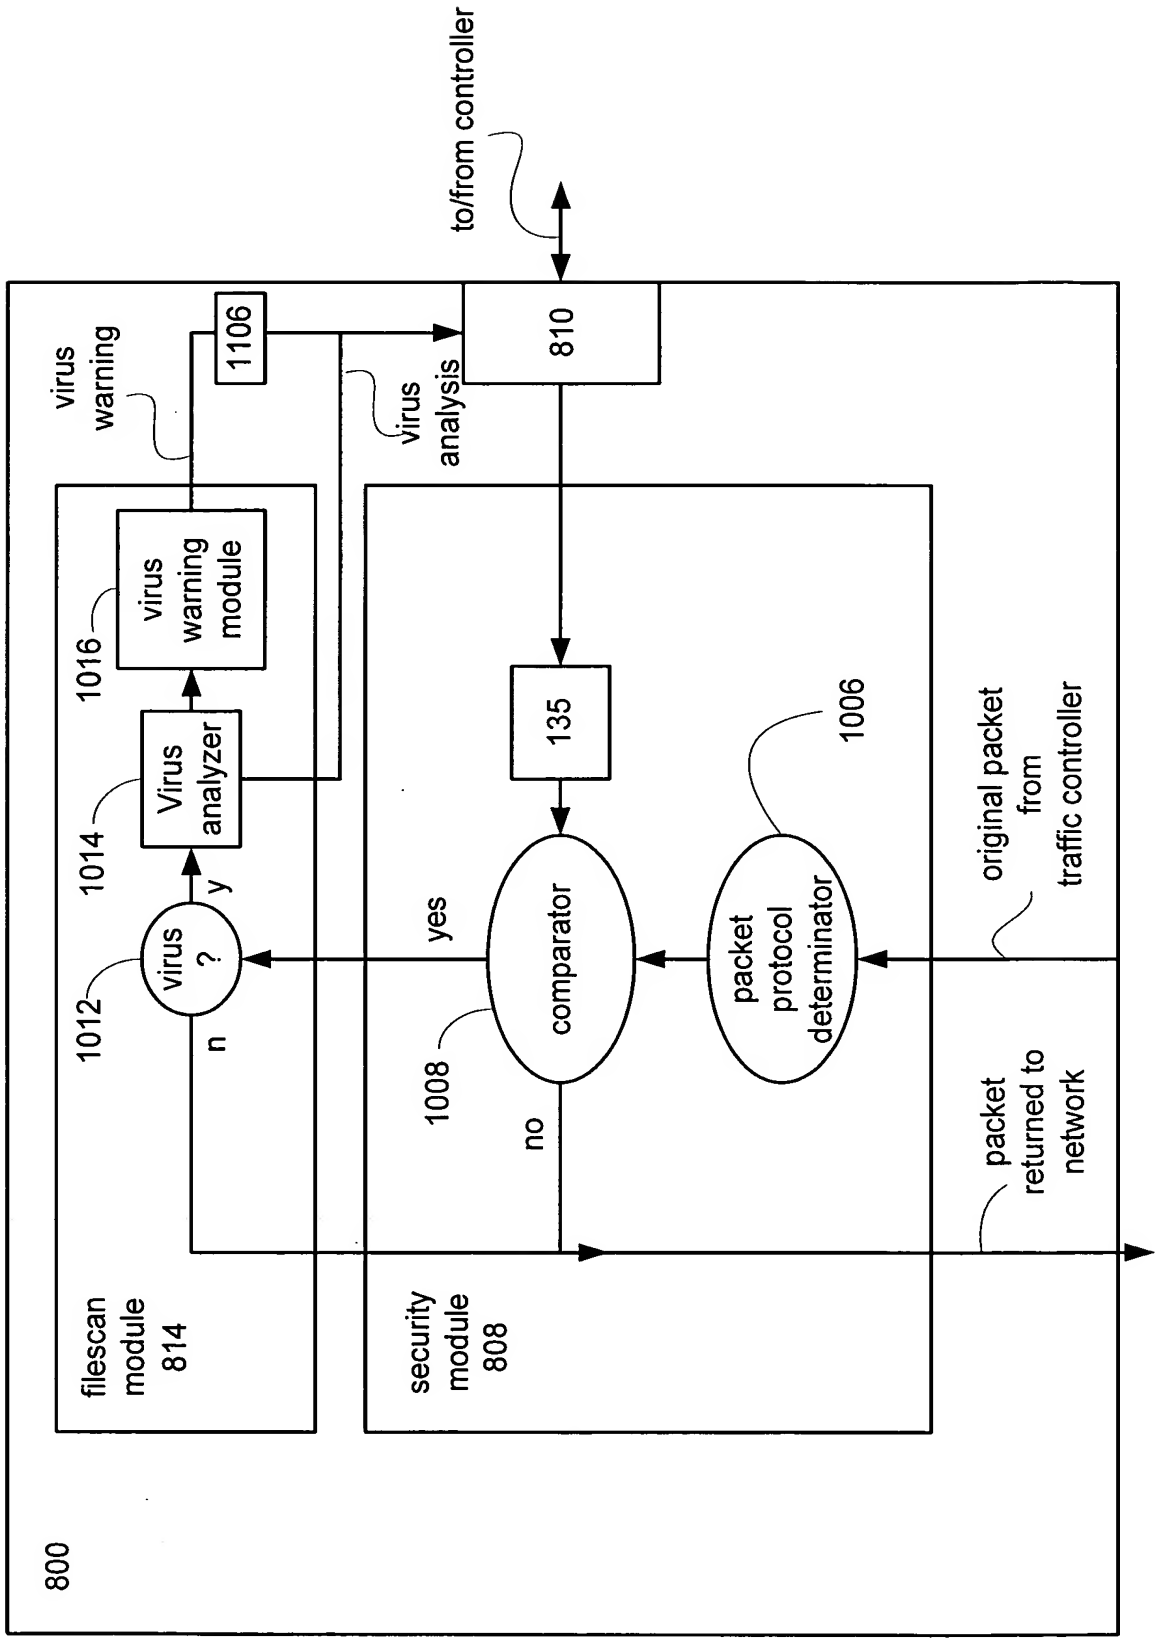 800
filescan
module
814
1012
virus
?
n
y
1014
Virus
analyzer
1016
virus
warning
module
virus
warning
1106
virus
analysis
security
module
808
1008
comparator
yes
no
135
810
to/from controller
packet
protocol
determinator
1006
packet
returned to
network
original packet
from
traffic controller